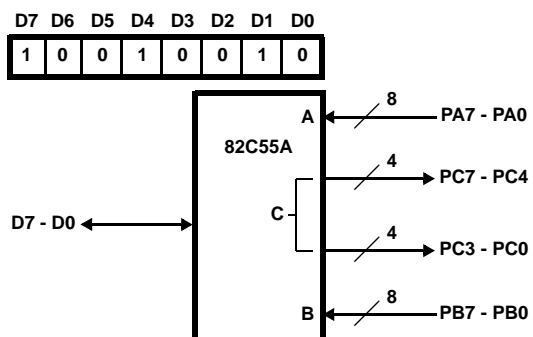 D7 D6 D5 D4 D3 D2 D1 D0
1 0 0 1 0 0 1 0
8
A
PA7 - PA0
82C55A
4
PC7 - PC4
C
D7 - D0
4
PC3 - PC0
8
B
PB7 - PB0